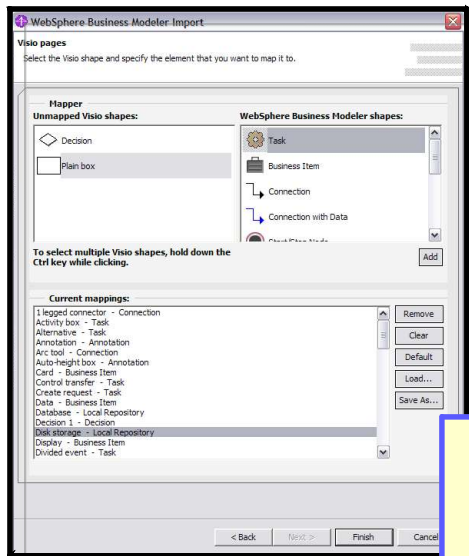 WebSphere Business Modeler Import
Visio pages
Select the Visio shape and specify the element that you want to map it to.
Mapper
Unmapped Visio shapes:
WebSphere Business Modeler shapes:
Decision
Plain box
Task
Business Item
Connection
Connection with Data
Start/Stop Node
To select multiple Visio shapes, hold down the
Ctrl key while clicking.
Add
Current mappings:
1 legged connector - Connection
Activity box - Task
Alternative - Task
Annotation - Annotation
Arc tool - Connection
Auto-height box - Annotation
Card - Business Item
Control transfer - Task
Create request - Task
Data - Business Item
Database - Local Repository
Decision 1 - Decision
Disk storage - Local Repository
Display - Business Item
Divided event - Task
Remove
Clear
Default
Load...
Save As...
< Back
Next >
Finish
Cancel